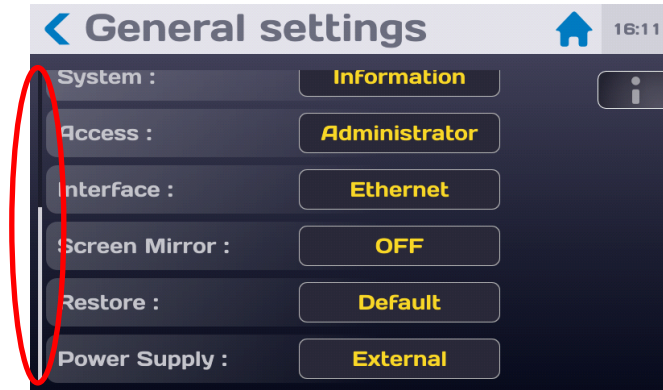 General settings 16:11
System : Information
Access : Administrator
Interface : Ethernet
Screen Mirror : OFF
Restore : Default
Power Supply : External